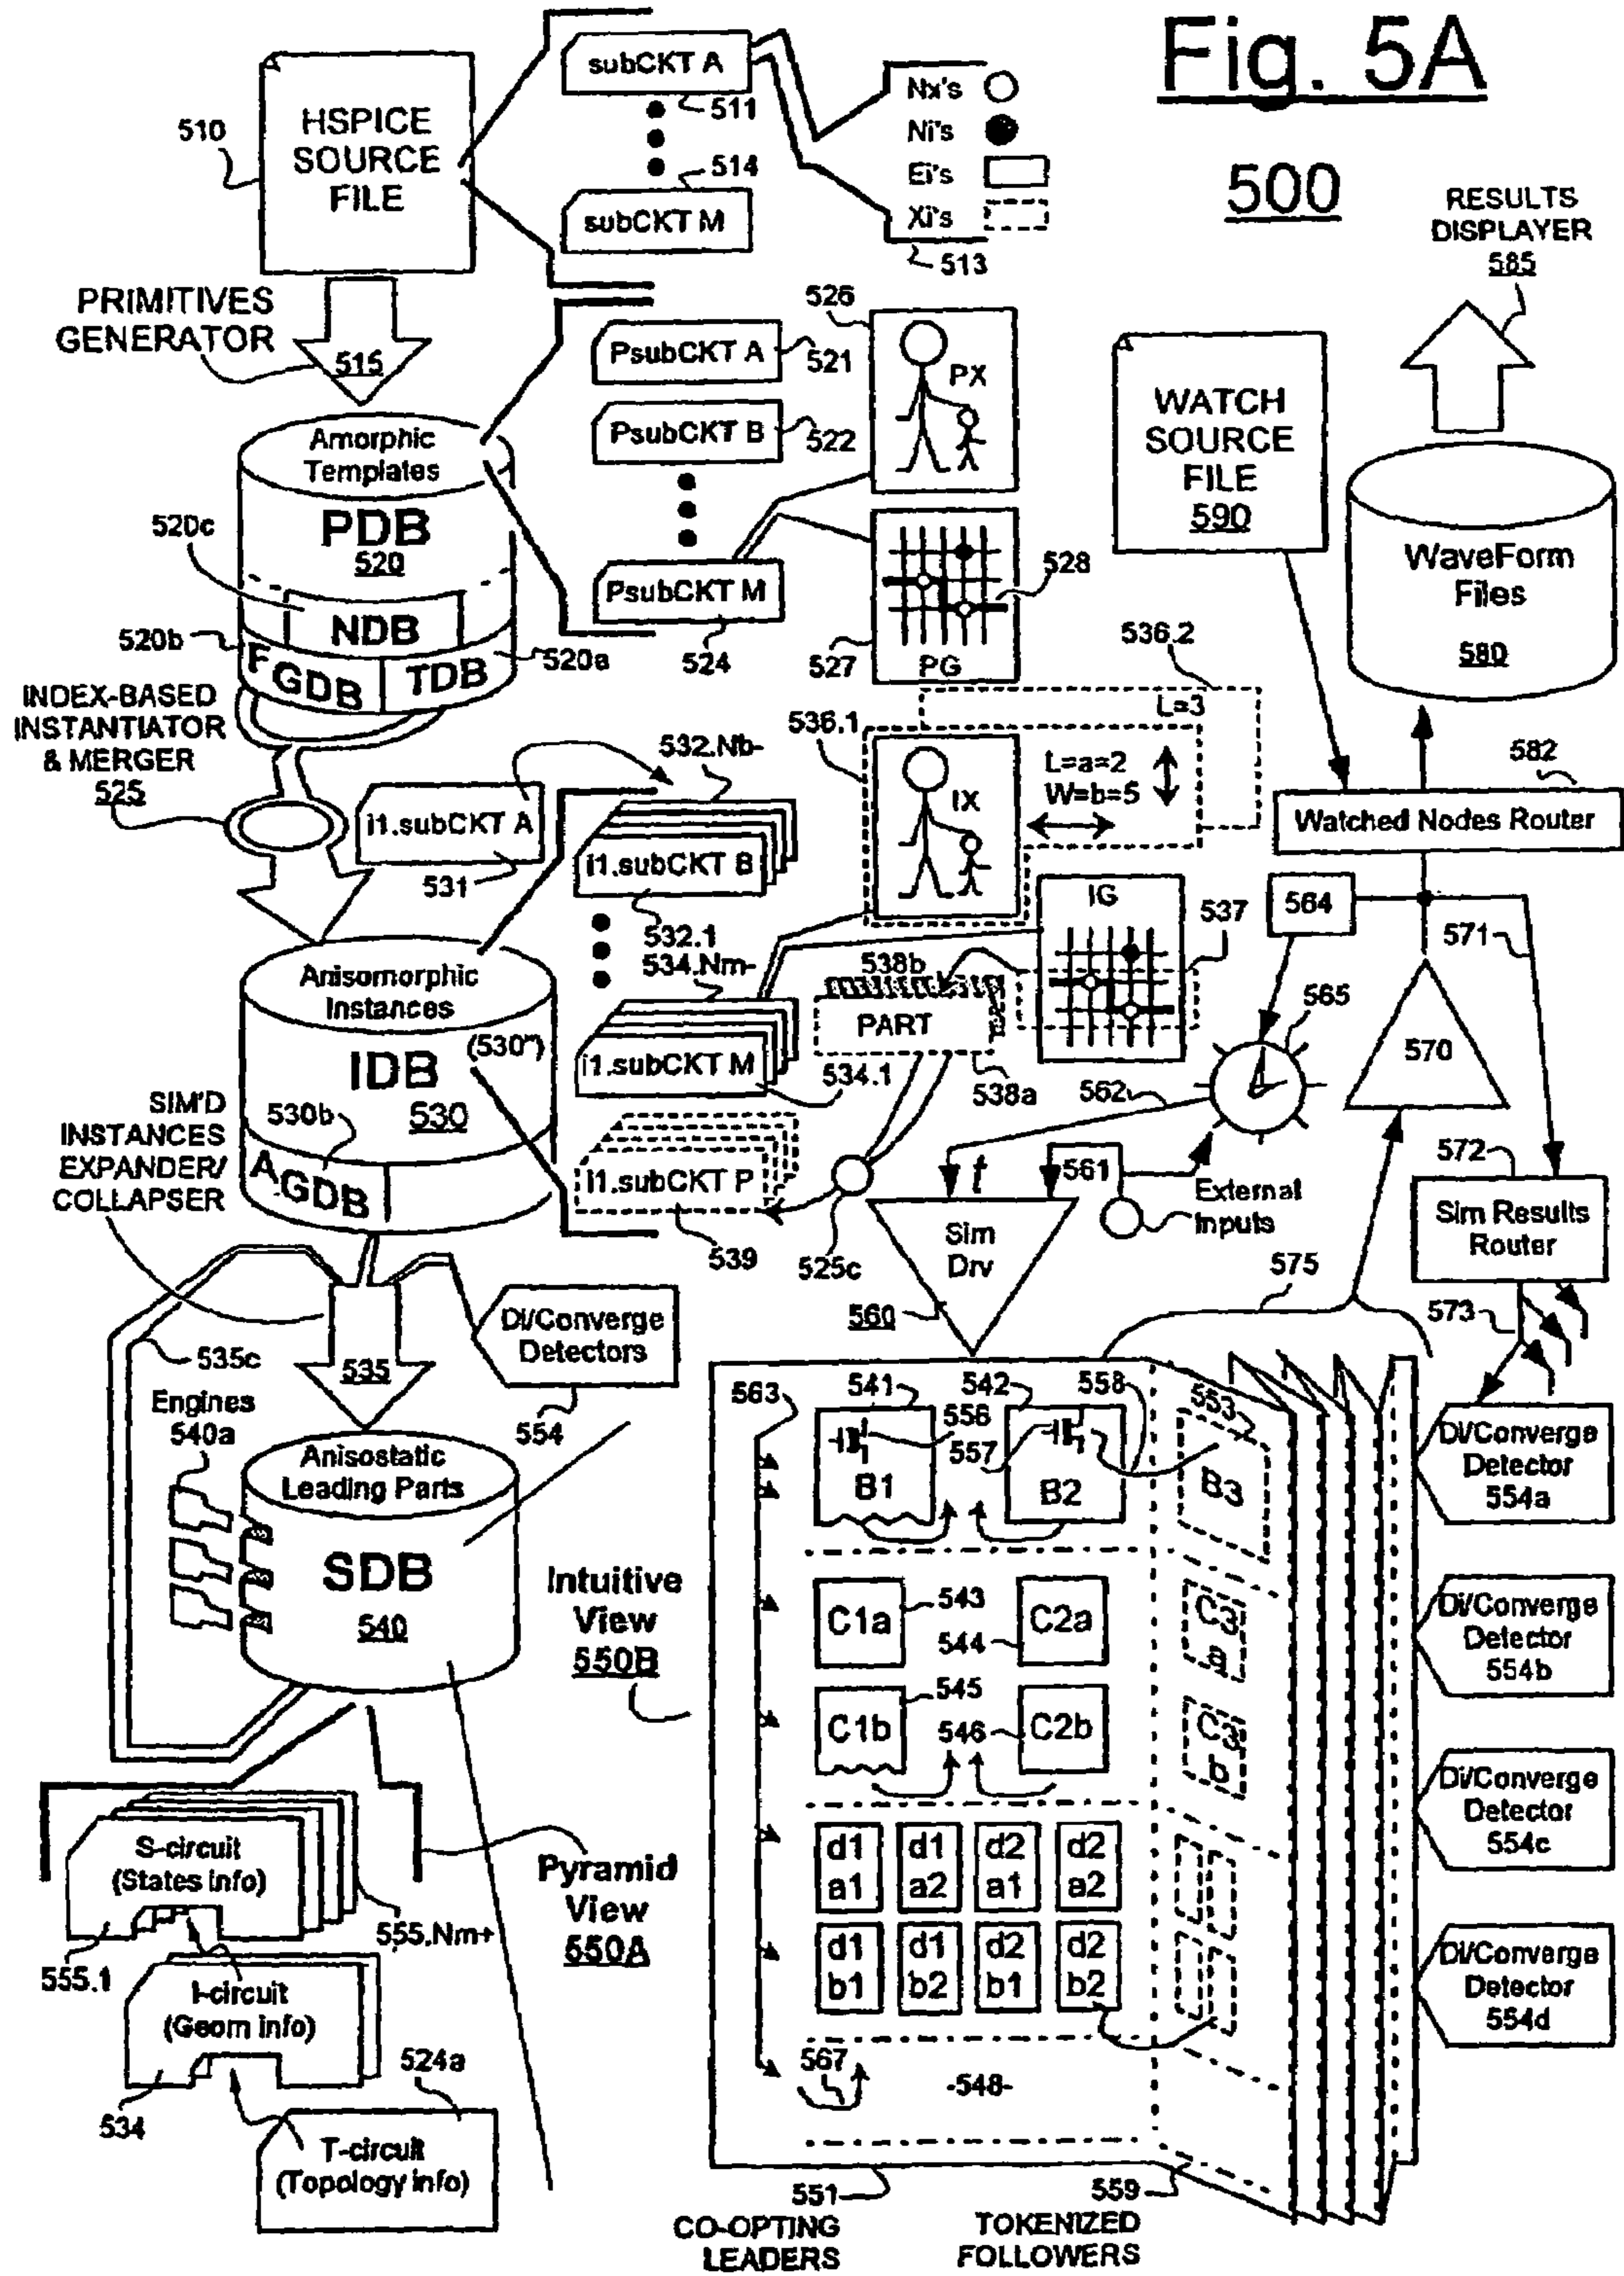 Fig. 5A
500
510
HSPICE
SOURCE
FILE
subCKT A
511
514
subCKT M
Nx's
Ni's
Ei's
Xi's
513
RESULTS
DISPLAYER
585
PRIMITIVES
GENERATOR
515
PsubCKT A
521
PsubCKT B
522
PsubCKT M
524
526
PX
527
PG
528
WATCH
SOURCE
FILE
590
WaveForm
Files
580
Amorphic
Templates
PDB
520
520c
NDB
520b
FGDB
TDB
520a
INDEX-BASED
INSTANTIATOR
& MERGER
525
i1.subCKT A
531
532.Nb
i1.subCKT B
532.1
534.Nm
i1.subCKT M
534.1
536.1
536.2
L=3
IX
L=a=2
W=b=5
IG
537
538b
PART
538a
582
Watched Nodes Router
564
571
565
570
562
Anisomorphic
Instances
IDB
(530")
530
530b
AGDB
SIM'D
INSTANCES
EXPANDER/
COLLAPSER
i1.subCKT P
539
525c
t
561
External
Inputs
Sim
Drv
560
572
Sim Results
Router
573
575
535c
535
Di/Converge
Detectors
554
Engines
540a
Anisostatic
Leading Parts
SDB
540
Intuitive
View
550B
563
541
556
B1
542
557
558
B2
553
B3
C1a
543
544
C2a
C3a
C1b
545
546
C2b
C3b
d1
a1
d1
a2
d2
a1
d2
a2
d1
b1
d1
b2
d2
b1
d2
b2
567
-548-
551
559
CO-OPTING
LEADERS
TOKENIZED
FOLLOWERS
Di/Converge
Detector
554a
Di/Converge
Detector
554b
Di/Converge
Detector
554c
Di/Converge
Detector
554d
Pyramid
View
550A
S-circuit
(States info)
555.1
555.Nm+
I-circuit
(Geom info)
534
524a
T-circuit
(Topology info)